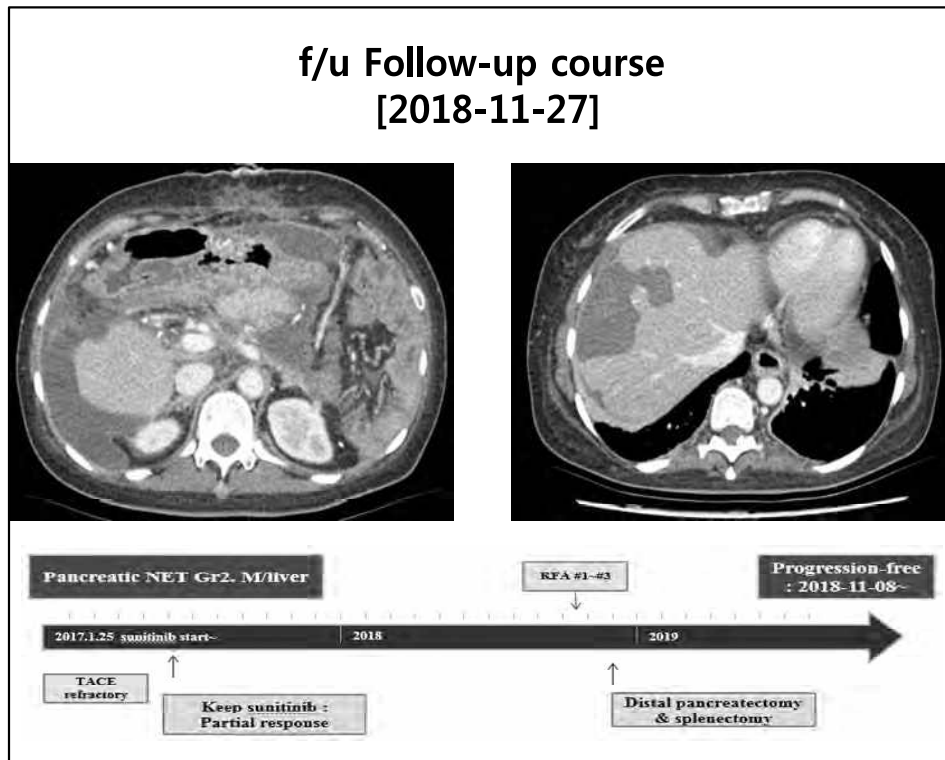 f/u Follow-up course
[2018-11-27]
Pancreatic NET Gr2. M/liver
RFA #1~#3
Progression-free
: 2018-11-08~
2017.1.25 sunitinib start~
2018
2019
TACE
refractory
Keep sunitinib :
Partial response
Distal pancreatectomy
& splenectomy